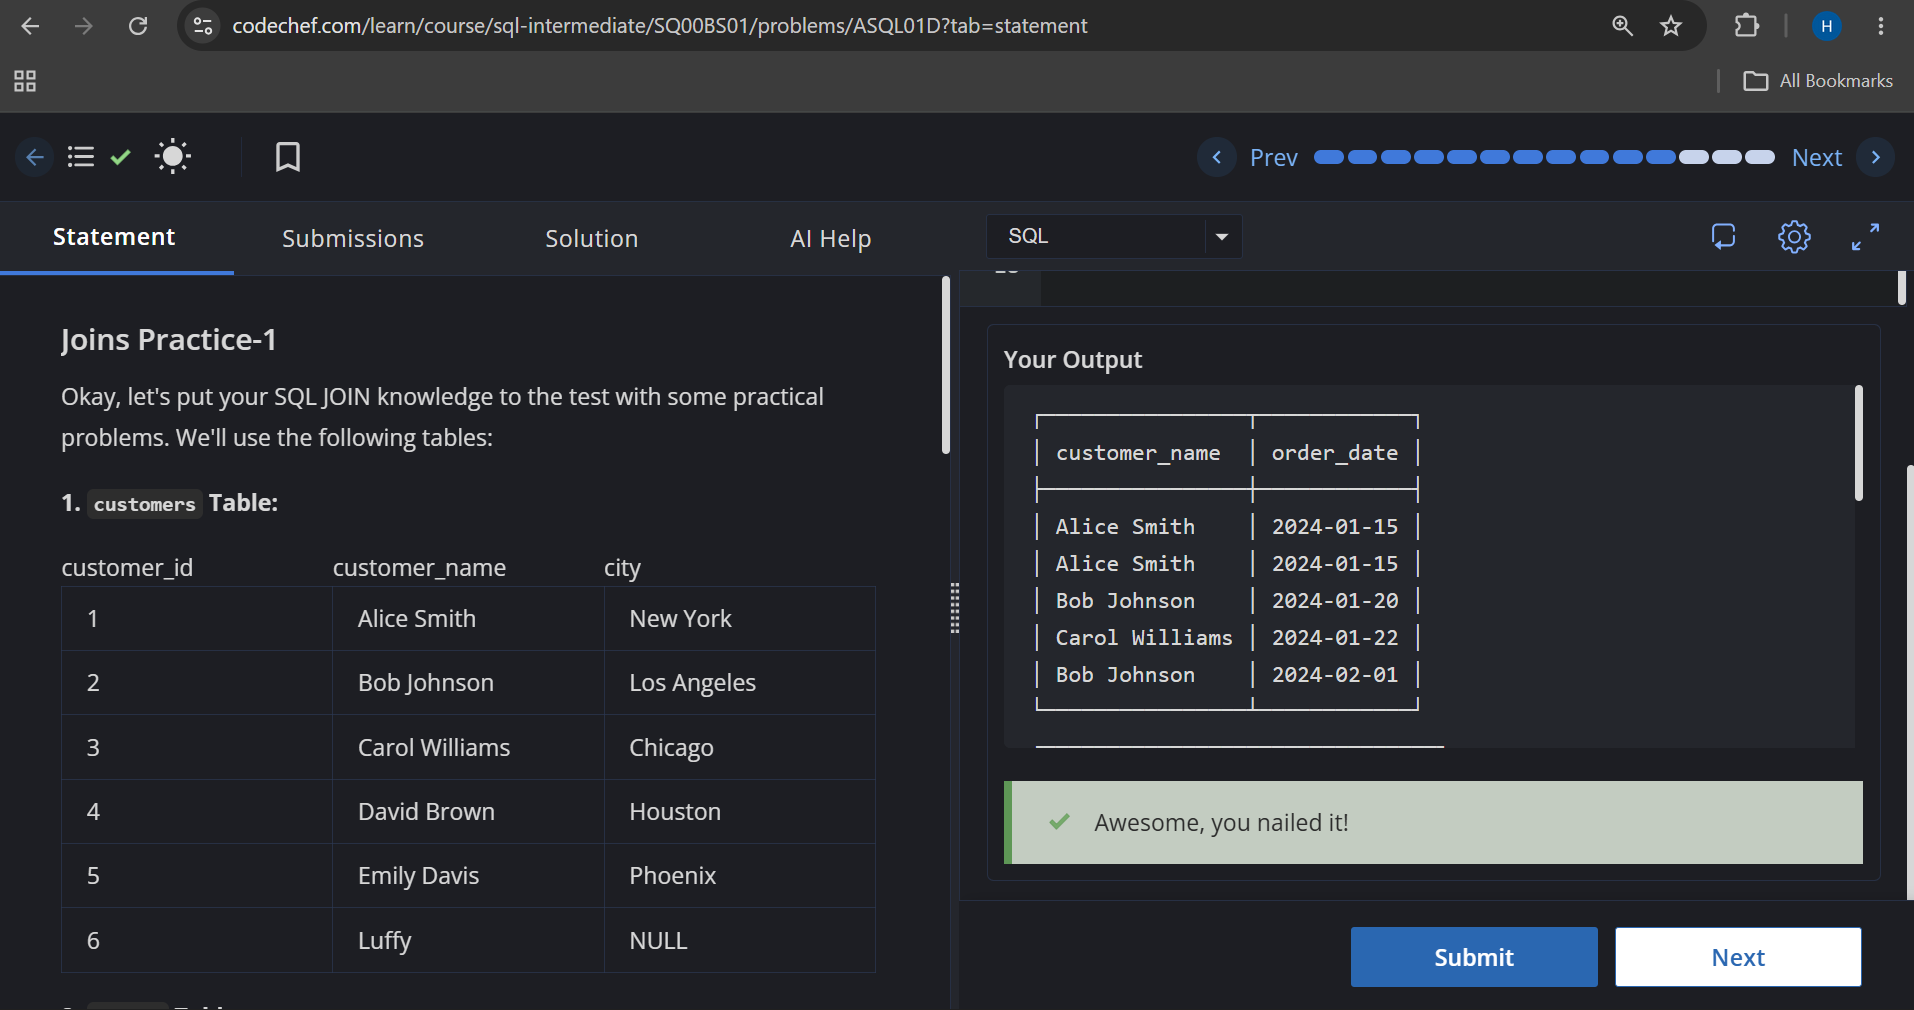 codechef.com/learn/course/sql-intermediate/SQ00BS01/problems/ASQL01D?tab=statement
H
All Bookmarks
Prev
Next
Statement
Submissions
Solution
AI Help
SQL
Joins Practice-1
Okay, let's put your SQL JOIN knowledge to the test with some practical
problems. We'll use the following tables:
1. customers Table:
customer_id customer_name city
1 Alice Smith New York
2 Bob Johnson Los Angeles
3 Carol Williams Chicago
4 David Brown Houston
5 Emily Davis Phoenix
6 Luffy NULL
Your Output
customer_name order_date
Alice Smith 2024-01-15
Alice Smith 2024-01-15
Bob Johnson 2024-01-20
Carol Williams 2024-01-22
Bob Johnson 2024-02-01
Awesome, you nailed it!
Submit
Next